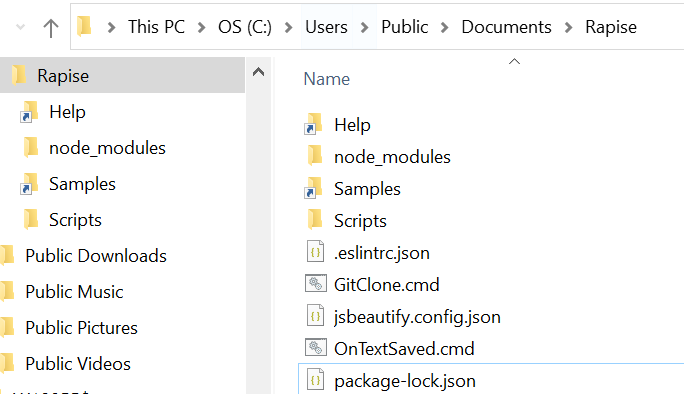 This PC > OS (C:) > Users > Public > Documents > Rapise
Rapise
Help
node_modules
Samples
Scripts
Public Downloads
Public Music
Public Pictures
Public Videos
Name
Help
node_modules
Samples
Scripts
.eslintrc.json
GitClone.cmd
jsbeautify.config.json
OnTextSaved.cmd
package-lock.json